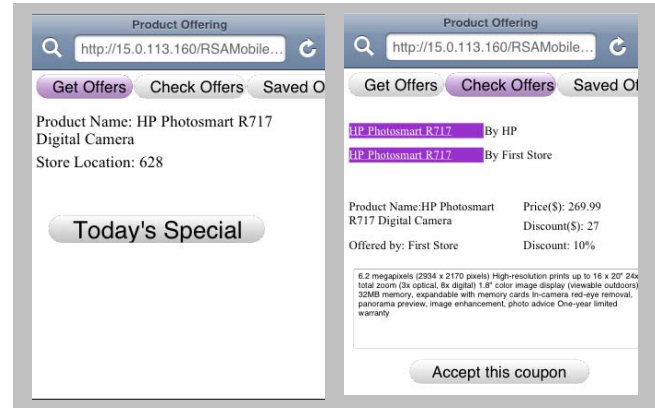 Product Offering
http://15.0.113.160/RSAMobile...
Get Offers Check Offers Saved O
Product Name: HP Photosmart R717
Digital Camera
Store Location: 628
Today's Special
Product Offering
http://15.0.113.160/RSAMobile...
Get Offers Check Offers Saved Of
HP Photosmart R717 By HP
HP Photosmart R717 By First Store
Product Name:HP Photosmart Price($): 269.99
R717 Digital Camera Discount($): 27
Offered by: First Store Discount: 10%
6.2 megapixels (2934 x 2170 pixels) High-resolution prints up to 16 x 20" 24x
total zoom (3x optical, 8x digital) 1.8" color image display (viewable outdoors)
32MB memory, expandable with memory cards In-camera red-eye removal,
panorama preview, image enhancement, photo advice One-year limited
warranty
Accept this coupon